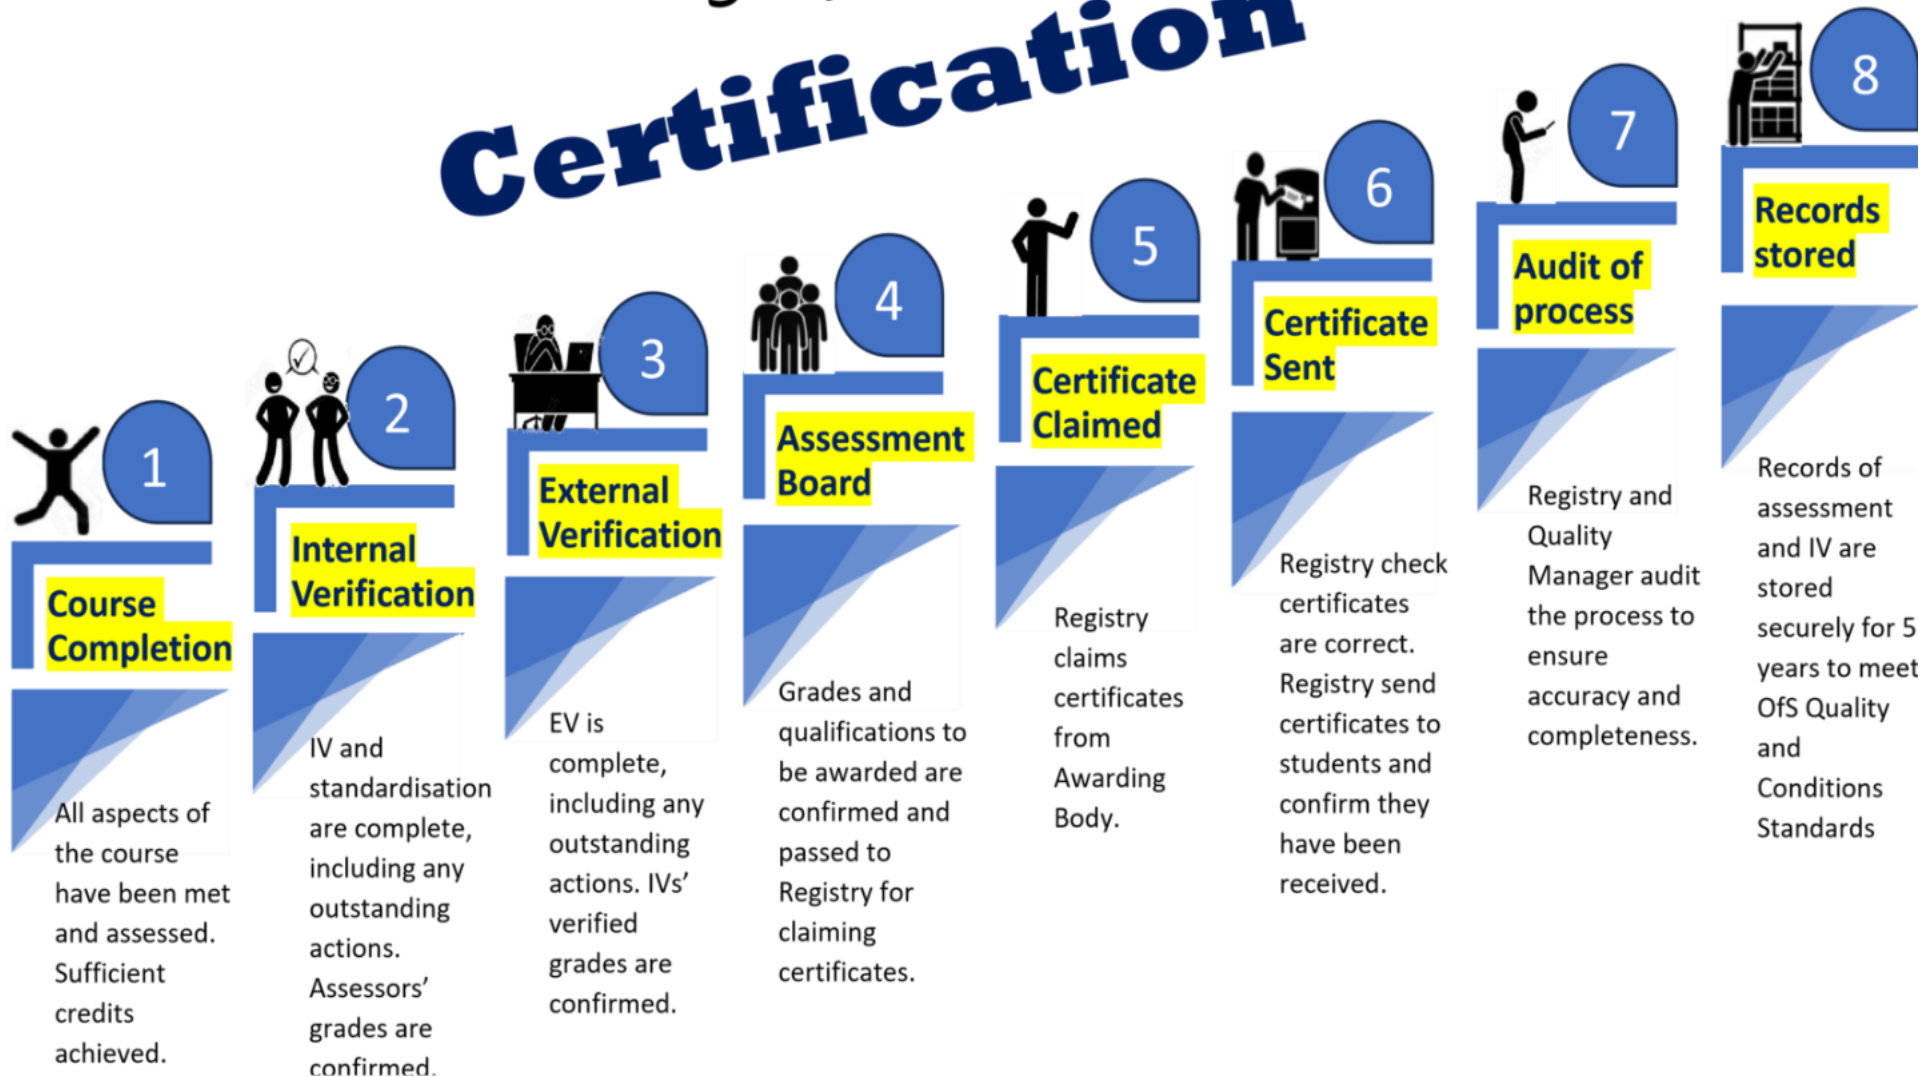 Certification
1
Course
Completion
All aspects of
the course
have been met
and assessed.
Sufficient
credits
achieved.
2
Internal
Verification
IV and
standardisation
are complete,
including any
outstanding
actions.
Assessors’
grades are
confirmed.
3
External
Verification
EV is
complete,
including any
outstanding
actions. IVs’
verified
grades are
confirmed.
4
Assessment
Board
Grades and
qualifications to
be awarded are
confirmed and
passed to
Registry for
claiming
certificates.
5
Certificate
Claimed
Registry
claims
certificates
from
Awarding
Body.
6
Certificate
Sent
Registry check
certificates
are correct.
Registry send
certificates to
students and
confirm they
have been
received.
7
Audit of
process
Registry and
Quality
Manager audit
the process to
ensure
accuracy and
completeness.
8
Records
stored
Records of
assessment
and IV are
stored
securely for 5
years to meet
OfS Quality
and
Conditions
Standards